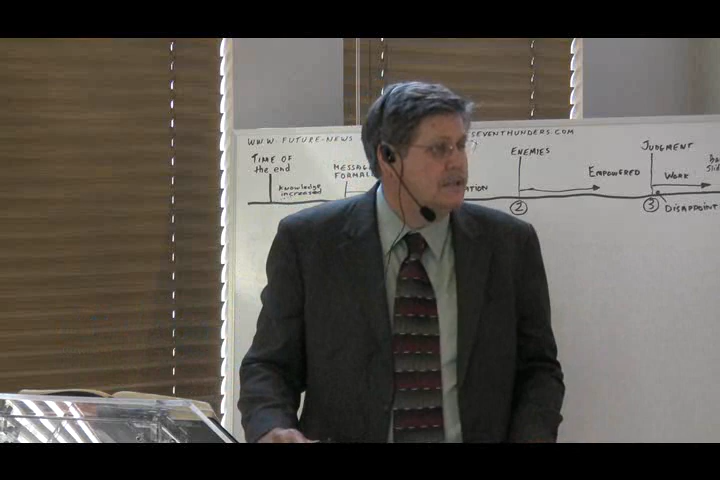 WWW.FUTURE-NEWS
SEVENTHUNDERS.COM
TIME OF
the end
Knowledge
increased
MESSAG
FORMAL
ATION
ENEMIES
EMPOWERED
2
JUDGMENT
WORK
3
DISAPPOINT